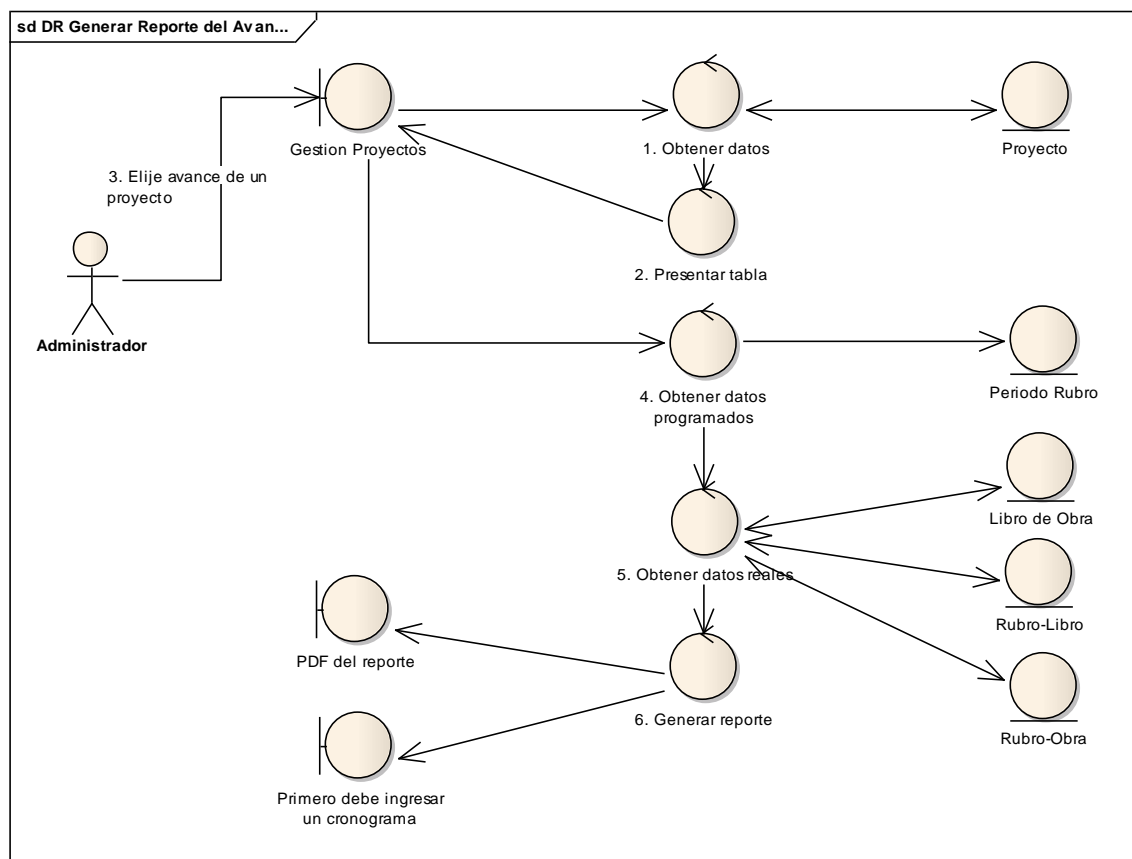 sd DR Generar Reporte del Avan...
Gestion Proyectos
1. Obtener datos
Proyecto
3. Elije avance de un
proyecto
2. Presentar tabla
Administrador
4. Obtener datos
programados
Periodo Rubro
Libro de Obra
5. Obtener datos reales
Rubro-Libro
PDF del reporte
6. Generar reporte
Rubro-Obra
Primero debe ingresar
un cronograma